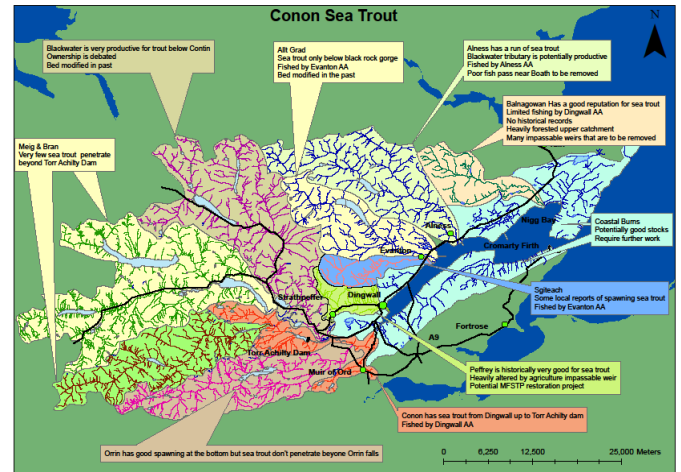 Conon Sea Trout
N
Blackwater is very productive for trout below Contin
Ownership is debated
Bed modified in past
Allt Grad
Sea trout only below black rock gorge
Fished by Evanton AA
Bed modified in the past
Alness has a run of sea trout
Blackwater tributary is potentially productive
Fished by Alness AA
Poor fish pass near Boath to be removed
Balnagowan Has a good reputation for sea trout
Limited fishing by Dingwall AA
No historical records
Heavily forested upper catchment
Many impassable weirs that are to be removed
Meig & Bran
Very few sea trout penetrate
beyond Torr Achilty Dam
Alness
Nigg Bay
Coastal Burns
Potentially good stocks
Require further work
Evanton
Cromarty Firth
Sgiteach
Some local reports of spawning sea trout
Fished by Evanton AA
Strathpeffer
Dingwall
Fortrose
A9
Torr Achilty Dam
Muir of Ord
Peffrey is historically very good for sea trout
Heavily altered by agriculture impassable weir
Potential MFSTP restoration project
Conon has sea trout from Dingwall up to Torr Achilty dam
Fished by Dingwall AA
Orrin has good spawning at the bottom but sea trout don't penetrate beyone Orrin falls
0 6,250 12,500 25,000 Meters